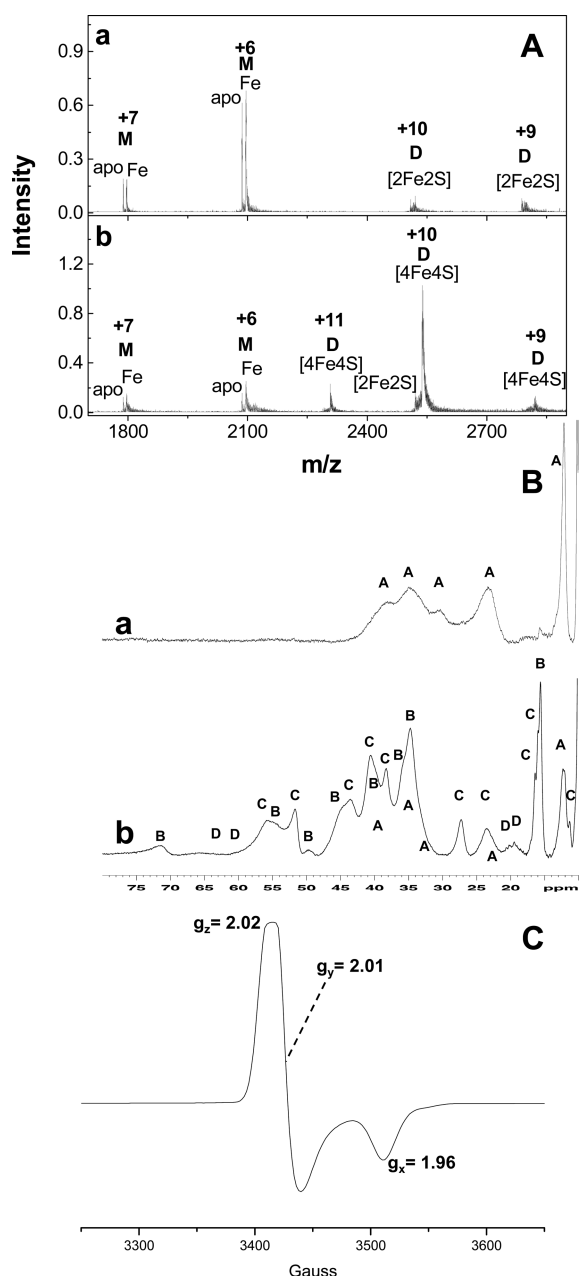 a
A
+6
M
Fe
apo
+7
M
apo Fe
+10
D
[2Fe2S]
+9
D
[2Fe2S]
0.9
0.6
0.3
0.0
Intensity
b
+10
D
[4Fe4S]
+7
M
Fe
apo
+6
M
Fe
apo
+11
D
[4Fe4S]
[2Fe2S]
+9
D
[4Fe4S]
1.2
0.8
0.4
0.0
1800 2100 2400 2700
m/z
B
A
A A A A
a
B
B C C B D D C B C B C B C B A B A B A C C A D D C C A C
b
80 75 70 65 60 55 50 45 40 35 30 25 20 ppm
C
gz= 2.02
gy = 2.01
gx= 1.96
3300 3400 3500 3600
Gauss